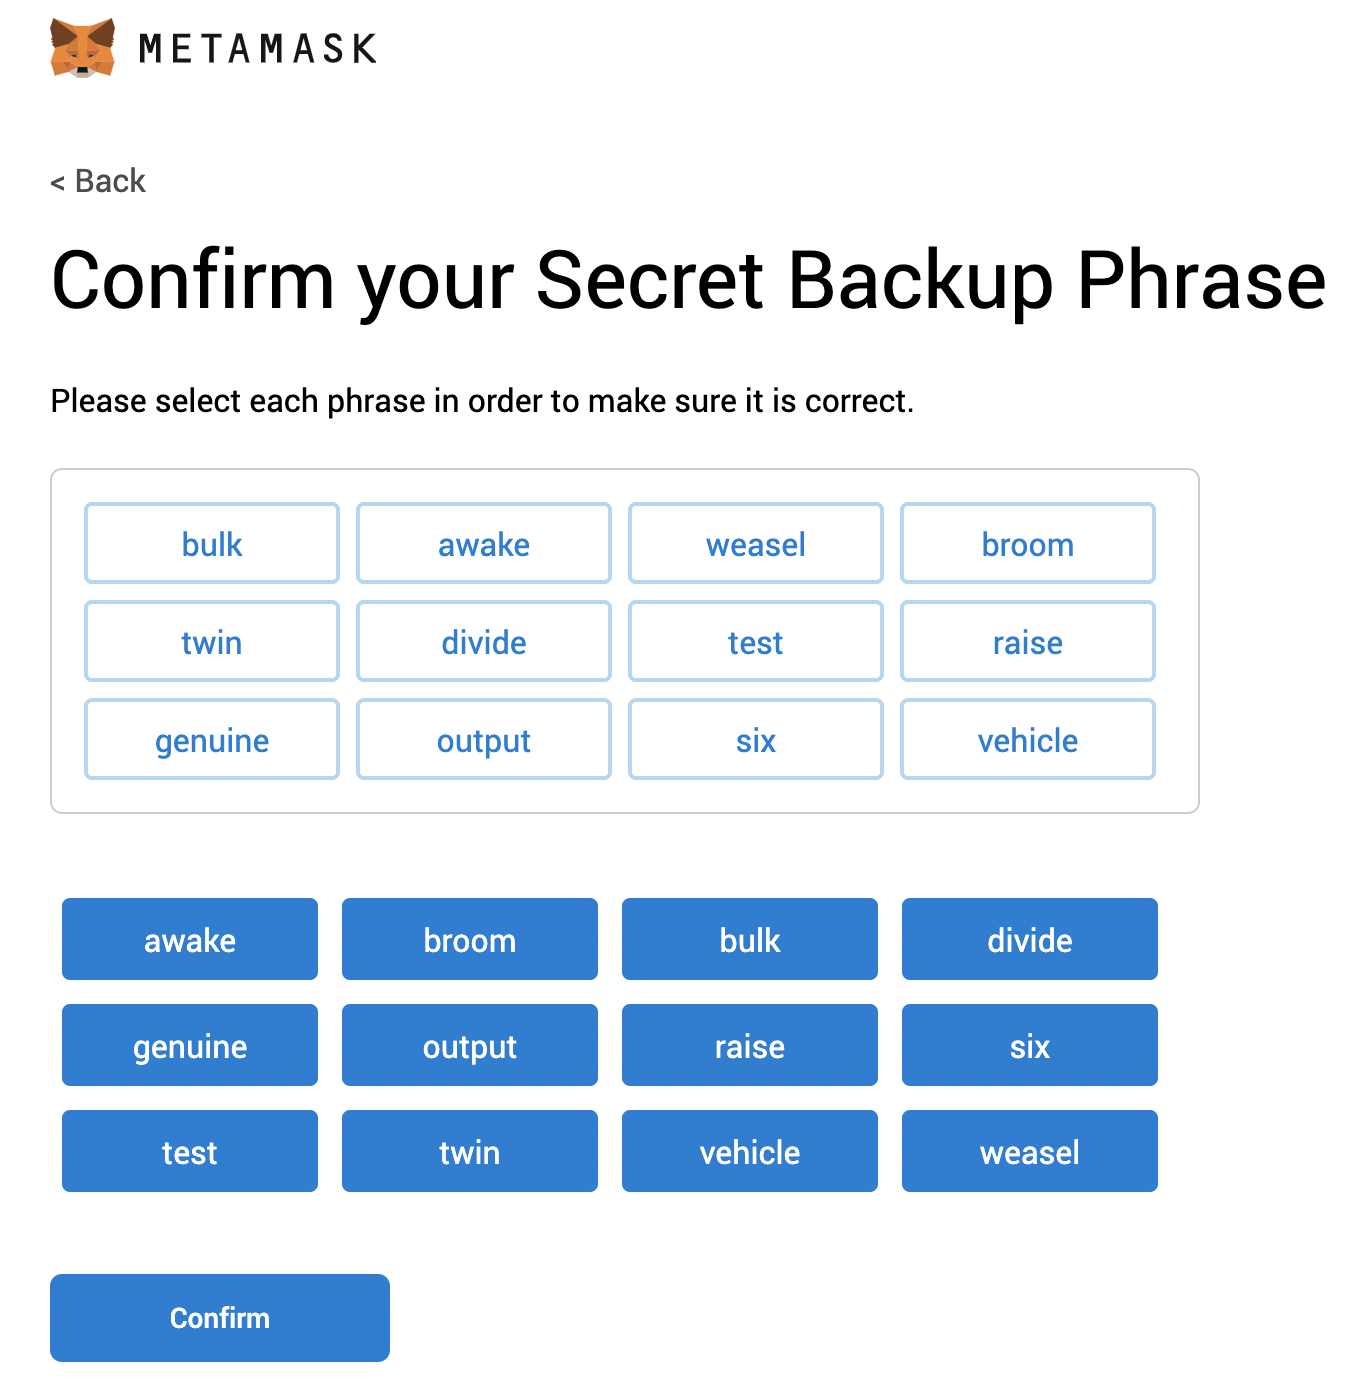 METAMASK
< Back
Confirm your Secret Backup Phrase
Please select each phrase in order to make sure it is correct.
bulk awake weasel broom
twin divide test raise
genuine output six vehicle
awake broom bulk divide
genuine output raise six
test twin vehicle weasel
Confirm